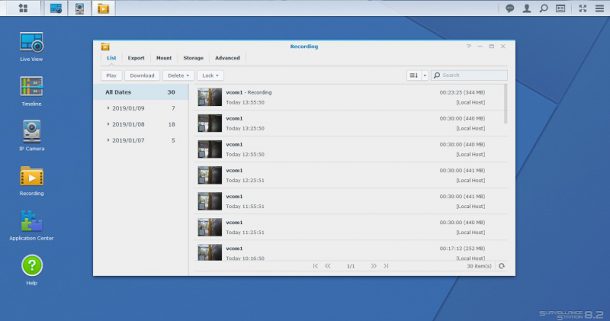 Recording
Live View
Timeline
IP Camera
Recording
Application Center
Help
List Export Mount Storage Advanced
Play Download Delete Lock Search
All Dates 30
2019/01/09 7
2019/01/08 18
2019/01/07 5
vcom1 - Recording 00:23:25 (344 MB)
Today 13:55:50 [Local Host]
vcom1 00:30:00 (440 MB)
Today 13:25:50 [Local Host]
vcom1 00:30:00 (440 MB)
Today 12:55:50 [Local Host]
vcom1 00:30:00 (441 MB)
Today 12:25:51 [Local Host]
vcom1 00:30:00 (441 MB)
Today 11:55:51 [Local Host]
vcom1 00:30:00 (440 MB)
Today 11:25:51 [Local Host]
vcom1 00:17:12 (252 MB)
Today 10:16:50 [Local Host]
1/1 30 item(s)
SURVEILLANCE STATION 8.2